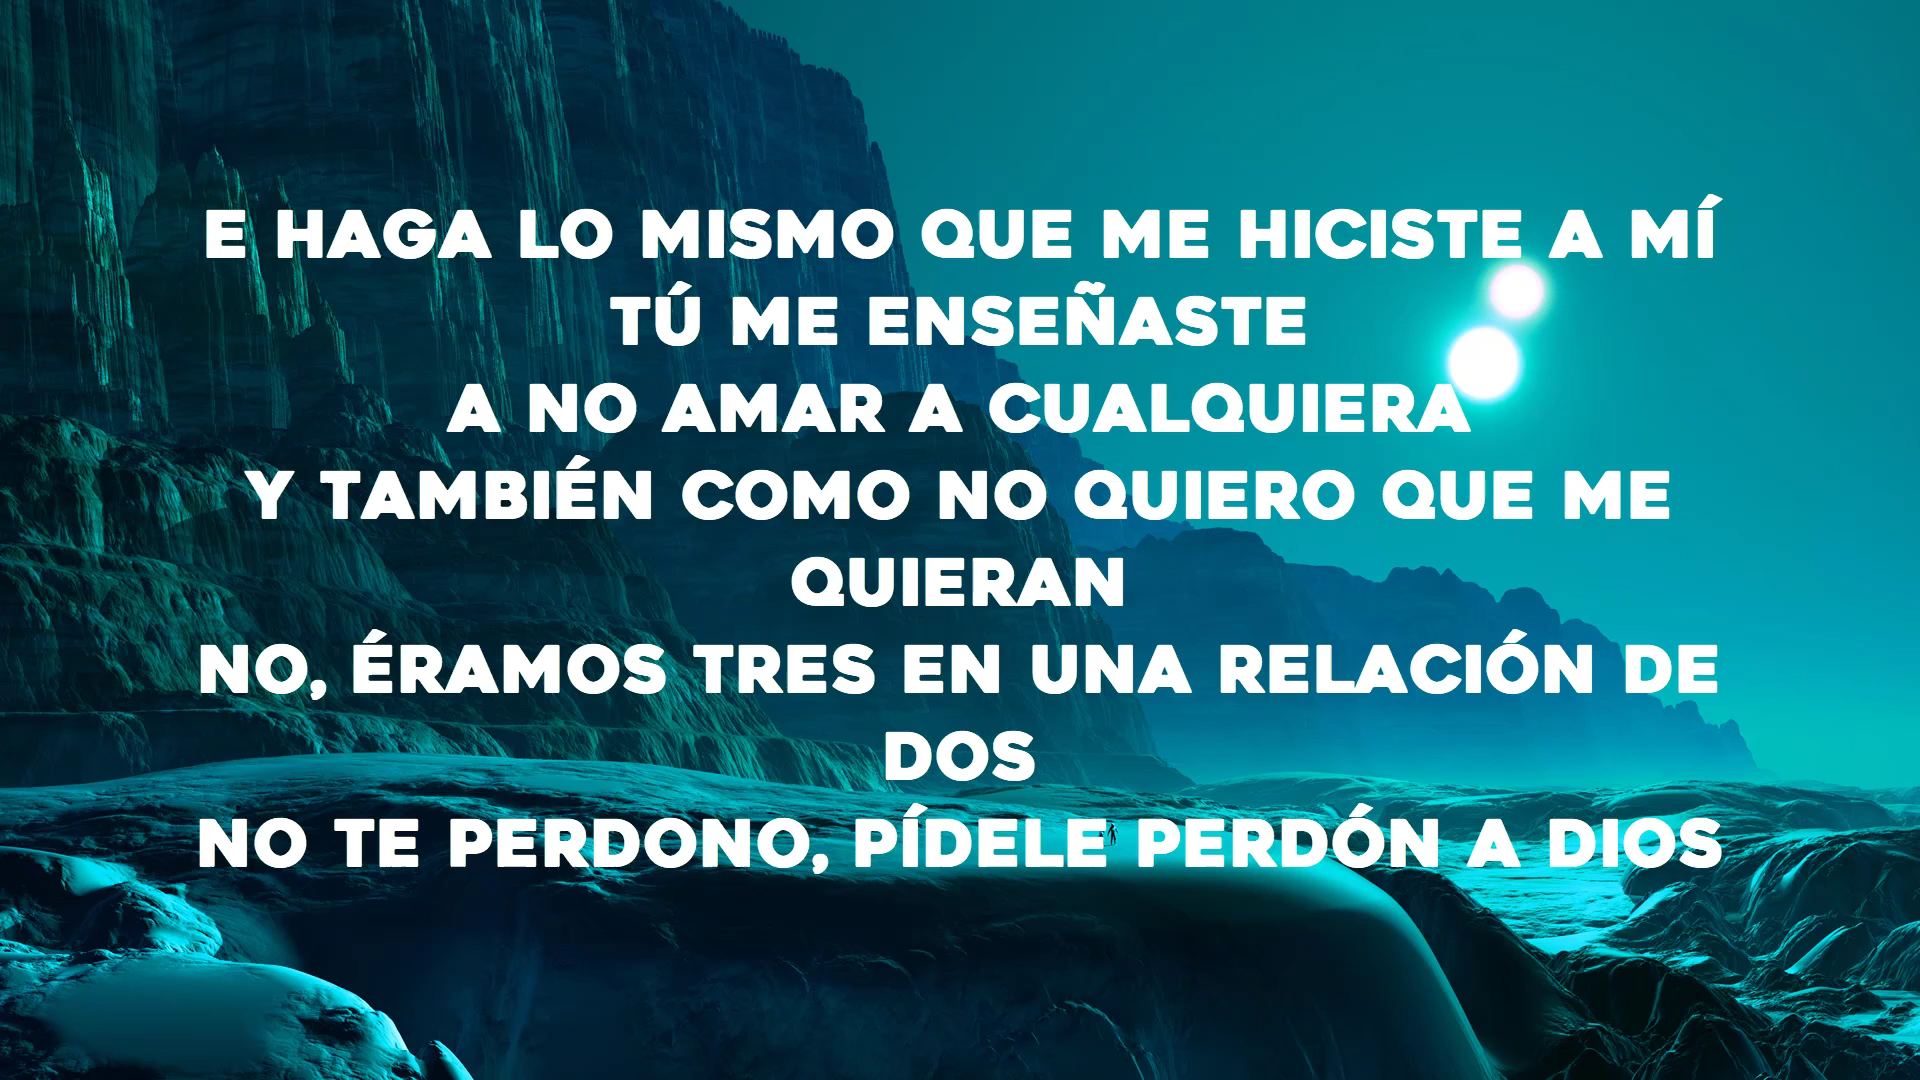 E HAGA LO MISMO QUE ME HICISTE A MÍ
TÚ ME ENSEÑASTE
A NO AMAR A CUALQUIERA
Y TAMBIÉN COMO NO QUIERO QUE ME
QUIERAN
NO, ÉRAMOS TRES EN UNA RELACIÓN DE
DOS
NO TE PERDONO, PÍDELE PERDÓN A DIOS